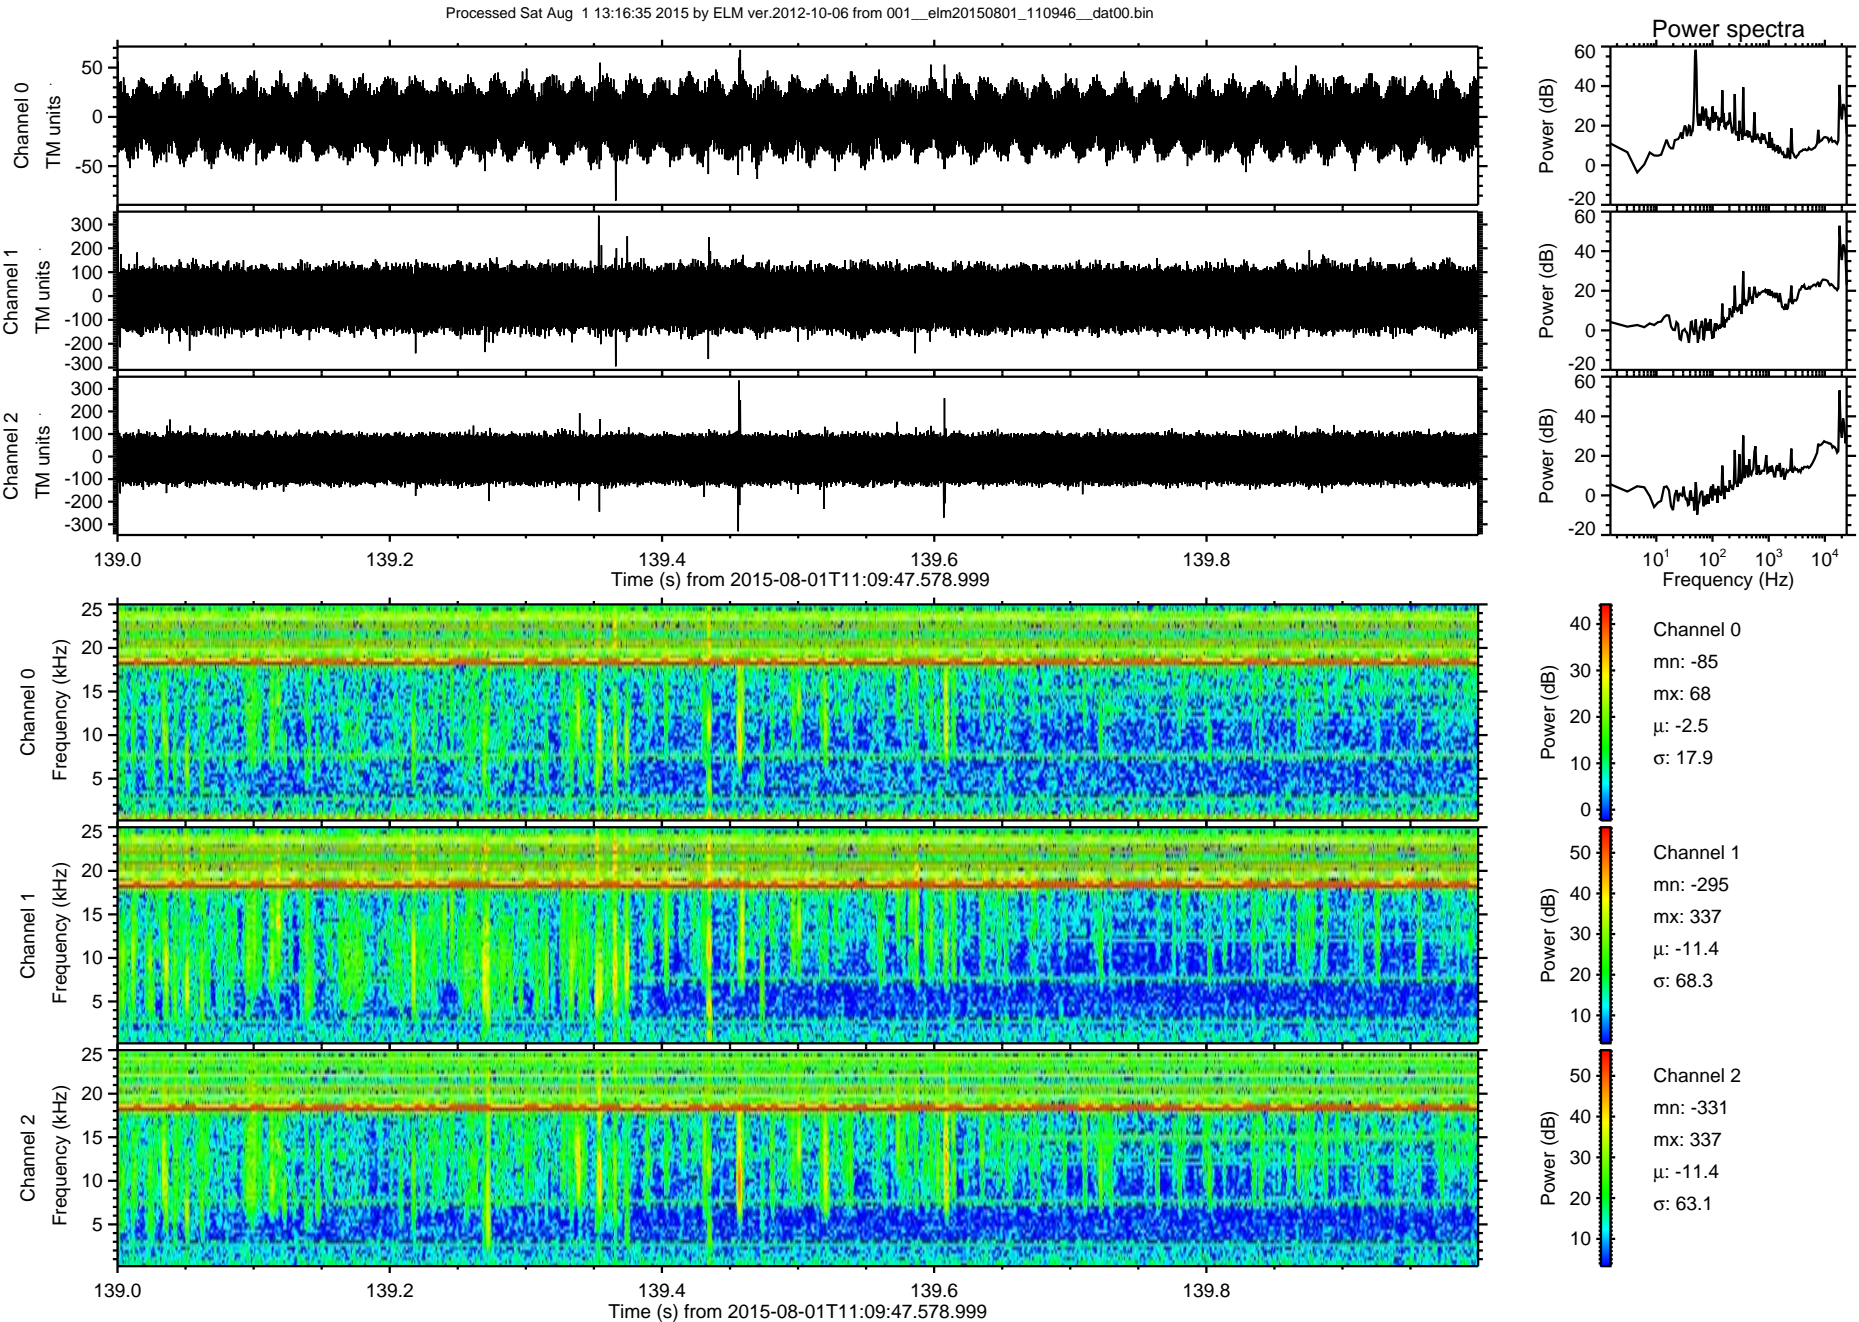 Processed Sat Aug 1 13:16:35 2015 by ELM ver.2012-10-06 from 001__elm20150801_110946__dat00.bin
Power spectra
Channel 0
TM units
50
0
-50
Power (dB)
60
40
20
0
-20
Channel 1
TM units
300
200
100
0
-100
-200
-300
Power (dB)
60
40
20
0
-20
Channel 2
TM units
300
200
100
0
-100
-200
-300
Power (dB)
60
40
20
0
-20
139.0 139.2 139.4 139.6 139.8
Time (s) from 2015-08-01T11:09:47.578.999
10¹ 10² 10³ 10⁴
Frequency (Hz)
Channel 0
Frequency (kHz)
25
20
15
10
5
Power (dB)
40
30
20
10
0
Channel 0
mn: -85
mx: 68
μ: -2.5
σ: 17.9
Channel 1
Frequency (kHz)
25
20
15
10
5
Power (dB)
50
40
30
20
10
Channel 1
mn: -295
mx: 337
μ: -11.4
σ: 68.3
Channel 2
Frequency (kHz)
25
20
15
10
5
Power (dB)
50
40
30
20
10
Channel 2
mn: -331
mx: 337
μ: -11.4
σ: 63.1
139.0 139.2 139.4 139.6 139.8
Time (s) from 2015-08-01T11:09:47.578.999